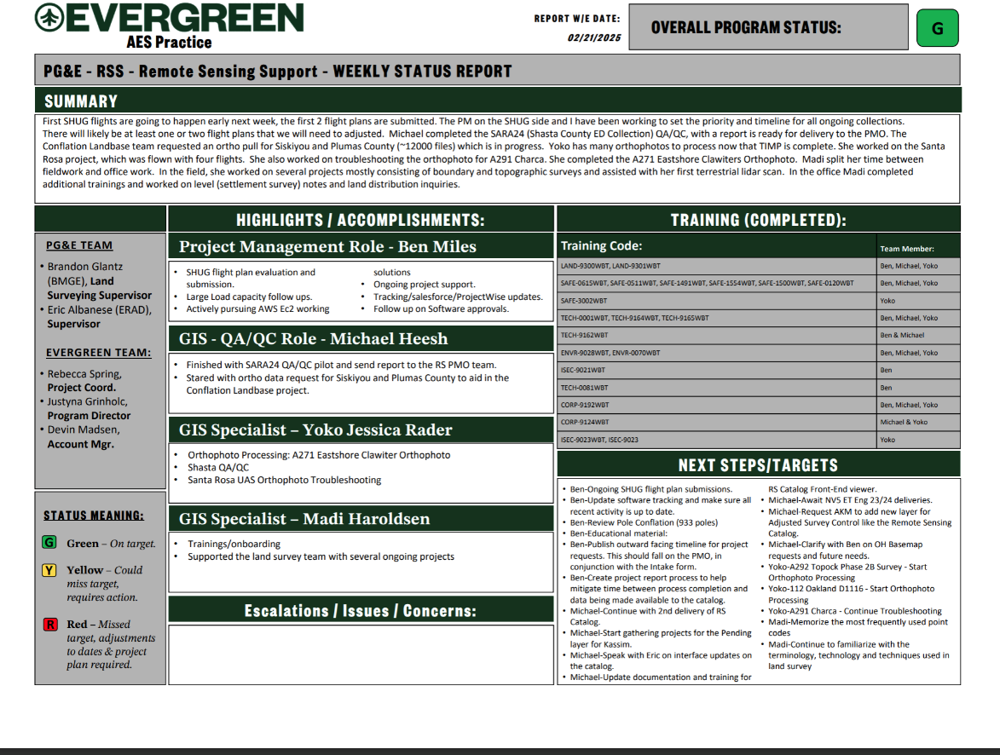 EVERGREEN
AES Practice
REPORT W/E DATE:
02/21/2025
OVERALL PROGRAM STATUS:
G
PG&E - RSS - Remote Sensing Support - WEEKLY STATUS REPORT
SUMMARY
First SHUG flights are going to happen early next week, the first 2 flight plans are submitted. The PM on the SHUG side and I have been working to set the priority and timeline for all ongoing collections.
There will likely be at least one or two flight plans that we will need to adjusted. Michael completed the SARA24 (Shasta County ED Collection) QA/QC, with a report is ready for delivery to the PMO. The
Conflation Landbase team requested an ortho pull for Siskiyou and Plumas County (~12000 files) which is in progress. Yoko has many orthophotos to process now that TIMP is complete. She worked on the Santa
Rosa project, which was flown with four flights. She also worked on troubleshooting the orthophoto for A291 Charca. She completed the A271 Eastshore Clawiters Orthophoto. Madi split her time between
fieldwork and office work. In the field, she worked on several projects mostly consisting of boundary and topographic surveys and assisted with her first terrestrial lidar scan. In the office Madi completed
additional trainings and worked on level (settlement survey) notes and land distribution inquiries.
PG&E TEAM
• Brandon Glantz
(BMGE), Land
Surveying Supervisor
• Eric Albanese (ERAD),
Supervisor
EVERGREEN TEAM:
• Rebecca Spring,
Project Coord.
• Justyna Grinholc,
Program Director
• Devin Madsen,
Account Mgr.
STATUS MEANING:
G Green – On target.
Y Yellow – Could
miss target,
requires action.
R Red – Missed
target, adjustments
to dates & project
plan required.
HIGHLIGHTS / ACCOMPLISHMENTS:
Project Management Role - Ben Miles
• SHUG flight plan evaluation and
submission.
• Large Load capacity follow ups.
• Actively pursuing AWS Ec2 working
solutions
• Ongoing project support.
• Tracking/salesforce/ProjectWise updates.
• Follow up on Software approvals.
GIS - QA/QC Role - Michael Heesh
• Finished with SARA24 QA/QC pilot and send report to the RS PMO team.
• Stared with ortho data request for Siskiyou and Plumas County to aid in the
Conflation Landbase project.
GIS Specialist – Yoko Jessica Rader
• Orthophoto Processing: A271 Eastshore Clawiter Orthophoto
• Shasta QA/QC
• Santa Rosa UAS Orthophoto Troubleshooting
GIS Specialist – Madi Haroldsen
• Trainings/onboarding
• Supported the land survey team with several ongoing projects
Escalations / Issues / Concerns:
TRAINING (COMPLETED):
Training Code: Team Member:
LAND-9300WBT, LAND-9301WBT Ben, Michael, Yoko
SAFE-0615WBT, SAFE-0511WBT, SAFE-1491WBT, SAFE-1554WBT, SAFE-1500WBT, SAFE-0120WBT Ben, Michael, Yoko
SAFE-3002WBT Yoko
TECH-0001WBT, TECH-9164WBT, TECH-9165WBT Ben, Michael, Yoko
TECH-9162WBT Ben & Michael
ENVR-9028WBT, ENVR-0070WBT Ben, Michael, Yoko
ISEC-9021WBT Ben
TECH-0081WBT Ben
CORP-9192WBT Ben, Michael, Yoko
CORP-9124WBT Michael & Yoko
ISEC-9023WBT, ISEC-9023 Yoko
NEXT STEPS/TARGETS
• Ben-Ongoing SHUG flight plan submissions.
• Ben-Update software tracking and make sure all
recent activity is up to date.
• Ben-Review Pole Conflation (933 poles)
• Ben-Educational material:
• Ben-Publish outward facing timeline for project
requests. This should fall on the PMO, in
conjunction with the Intake form.
• Ben-Create project report process to help
mitigate time between process completion and
data being made available to the catalog.
• Michael-Continue with 2nd delivery of RS
Catalog.
• Michael-Start gathering projects for the Pending
layer for Kassim.
• Michael-Speak with Eric on interface updates on
the catalog.
• Michael-Update documentation and training for
RS Catalog Front-End viewer.
• Michael-Await NV5 ET Eng 23/24 deliveries.
• Michael-Request AKM to add new layer for
Adjusted Survey Control like the Remote Sensing
Catalog.
• Michael-Clarify with Ben on OH Basemap
requests and future needs.
• Yoko-A292 Topock Phase 2B Survey - Start
Orthophoto Processing
• Yoko-112 Oakland D1116 - Start Orthophoto
Processing
• Yoko-A291 Charca - Continue Troubleshooting
• Madi-Memorize the most frequently used point
codes
• Madi-Continue to familiarize with the
terminology, technology and techniques used in
land survey